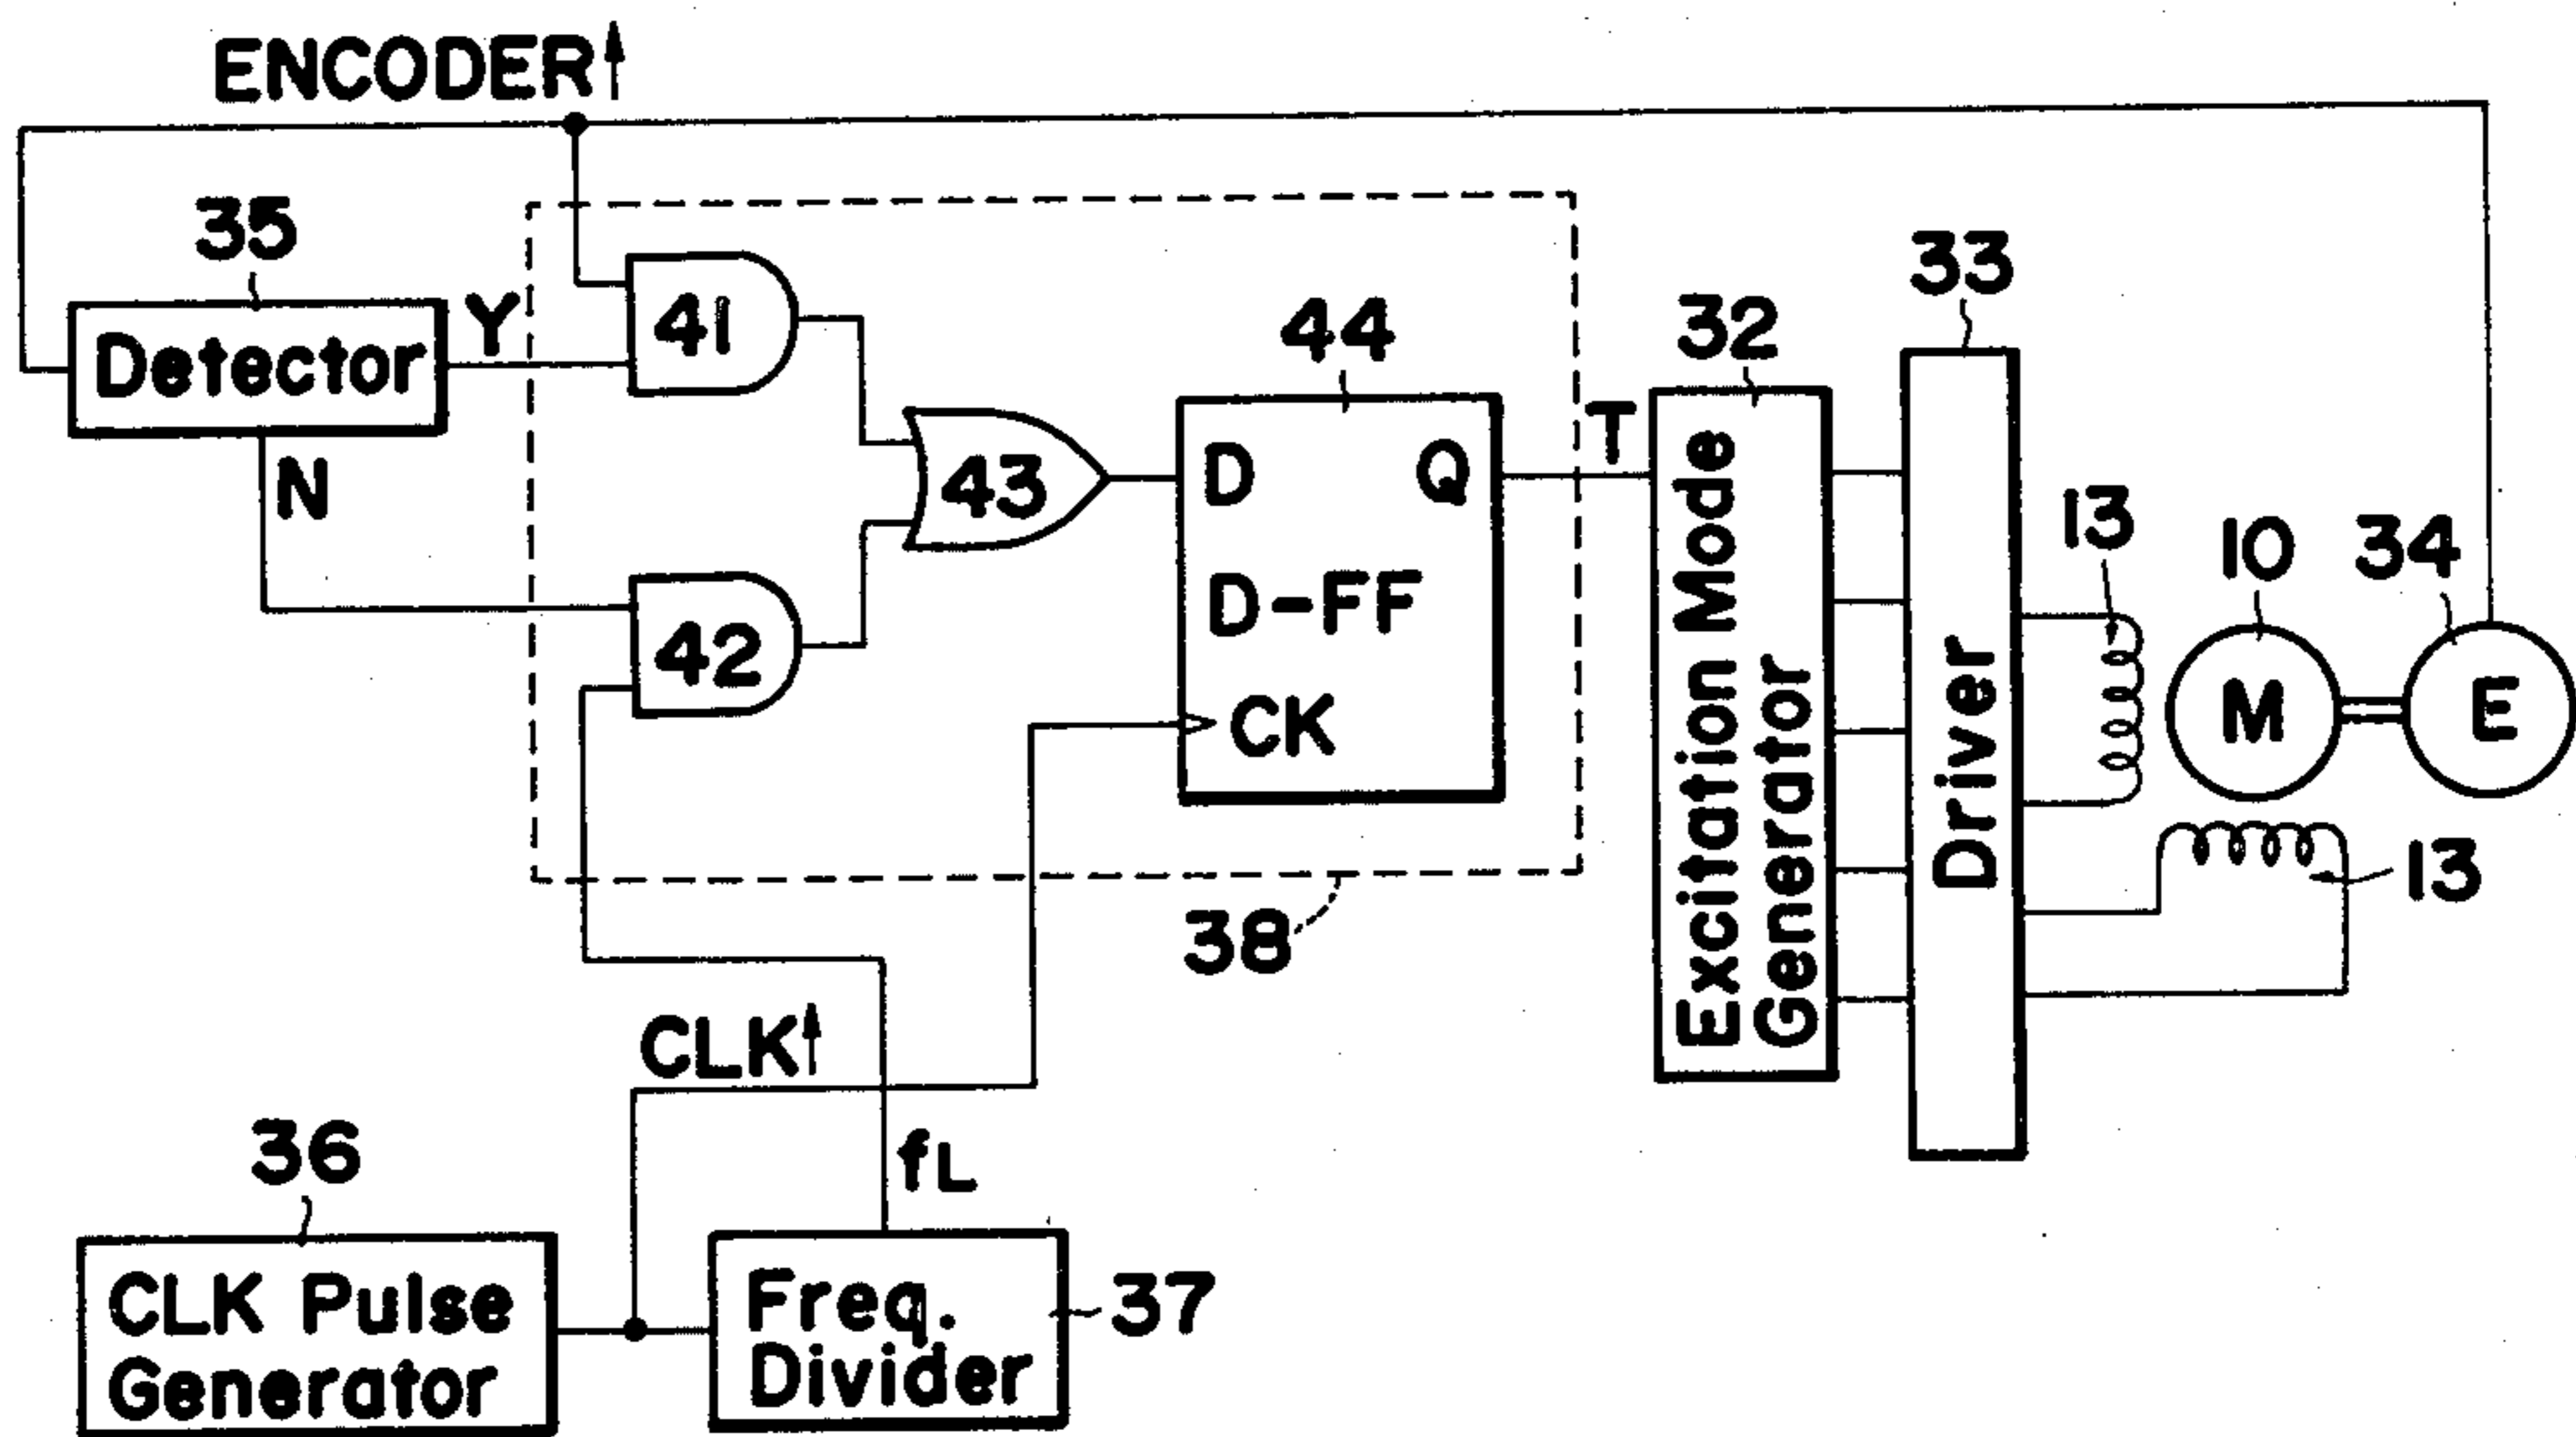 ENCODER↑
35
Detector
Y
N
41
42
43
44
D Q
D-FF
CK
T
32
Excitation Mode
Generator
33
Driver
13
10
M
34
E
13
38
CLK↑
fL
36
CLK Pulse
Generator
Freq.
Divider
37